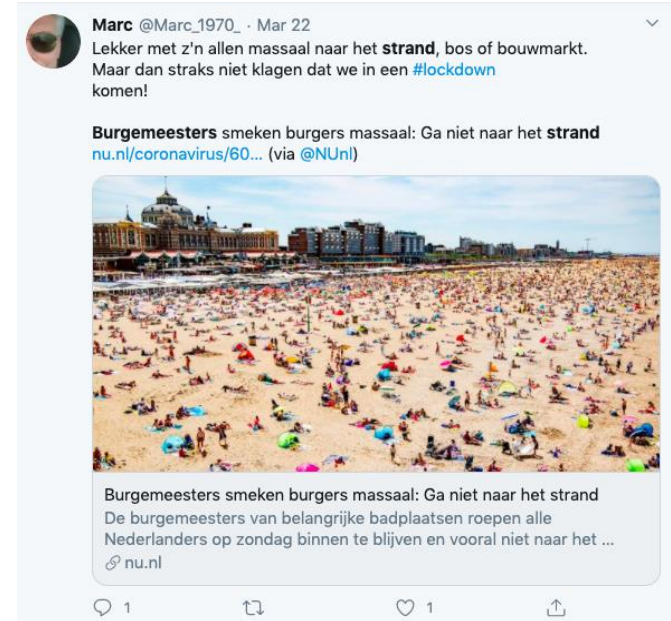 Marc @Marc_1970_ · Mar 22
Lekker met z'n allen massaal naar het strand, bos of bouwmarkt.
Maar dan straks niet klagen dat we in een #lockdown
komen!
Burgemeesters smeken burgers massaal: Ga niet naar het strand
nu.nl/coronavirus/60... (via @NUnl)
Burgemeesters smeken burgers massaal: Ga niet naar het strand
De burgemeesters van belangrijke badplaatsen roepen alle
Nederlanders op zondag binnen te blijven en vooral niet naar het ...
nu.nl
1 1